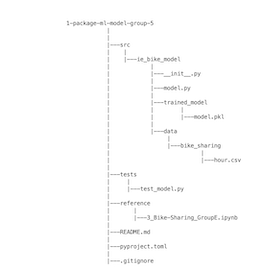 1-package-ml-model-group-5
|
|
|---src
|    |
|    |---ie_bike_model
|            |
|            |---__init__.py
|            |
|            |---model.py
|            |
|            |---trained_model
|            |        |
|            |        |---model.pkl
|            |
|            |---data
|                 |
|                 |---bike_sharing
|                           |
|                           |---hour.csv
|
|---tests
|     |
|     |---test_model.py
|
|---reference
|       |
|       |---3_Bike-Sharing_GroupE.ipynb
|
|---README.md
|
|---pyproject.toml
|
|---.gitignore